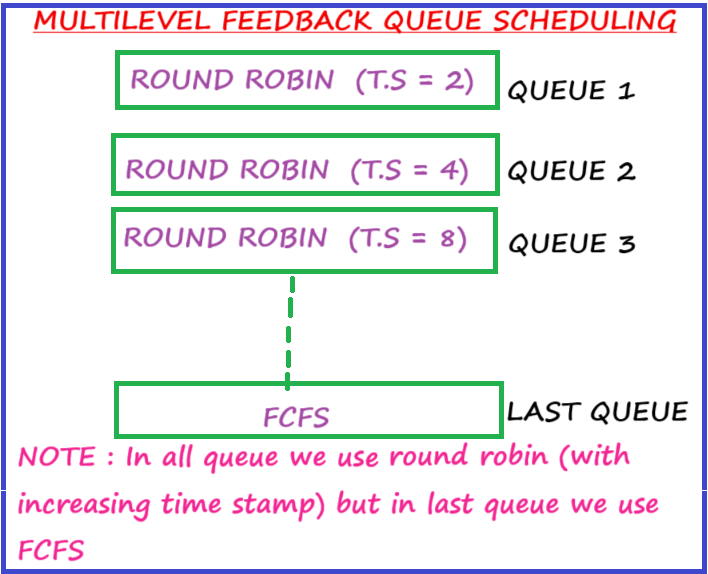 MULTILEVEL FEEDBACK QUEUE SCHEDULING
ROUND ROBIN (T.S = 2) QUEUE 1
ROUND ROBIN (T.S = 4) QUEUE 2
ROUND ROBIN (T.S = 8) QUEUE 3
FCFS LAST QUEUE
NOTE : In all queue we use round robin (with
increasing time stamp) but in last queue we use
FCFS